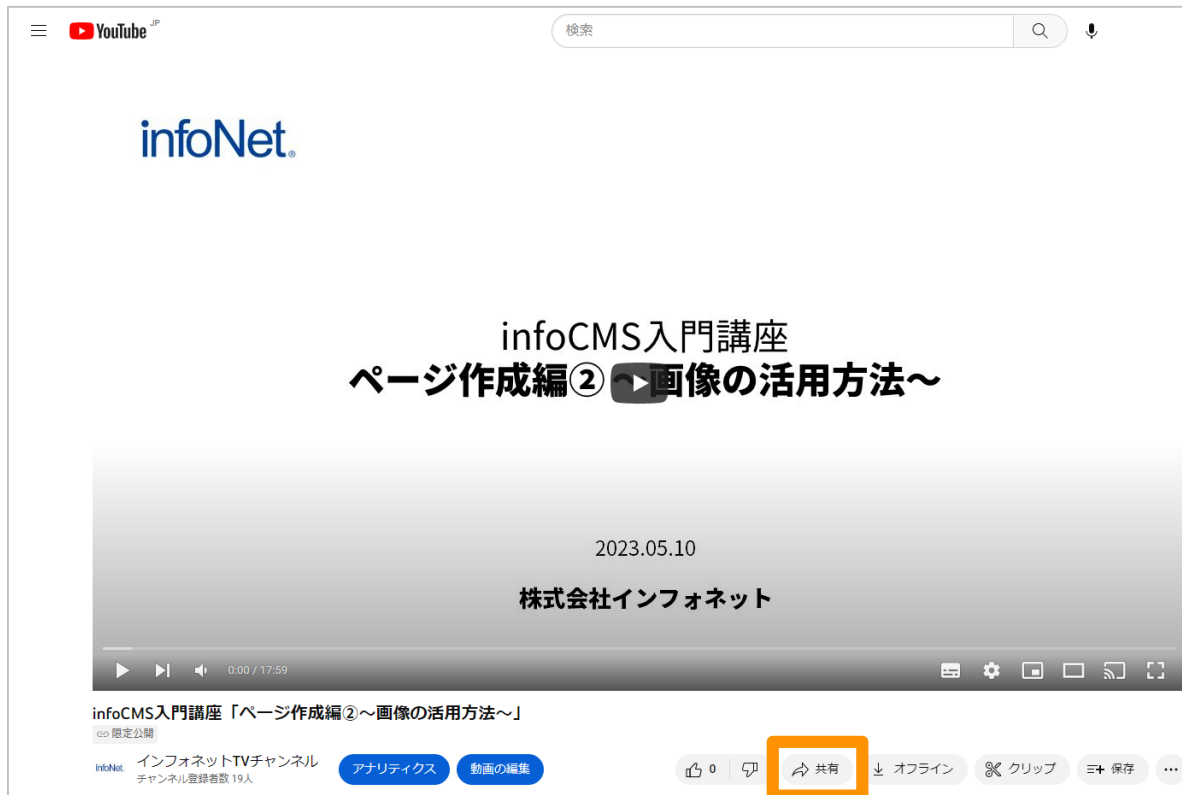 YouTube JP
検索
infoNet®
infoCMS入門講座
ページ作成編②～画像の活用方法～
2023.05.10
株式会社インフォネット
0:00 / 17:59
infoCMS入門講座「ページ作成編②～画像の活用方法～」
限定公開
infoNet. インフォネットTVチャンネル
チャンネル登録者数 19人
アナリティクス 動画の編集 0 共有 オフライン クリップ 保存